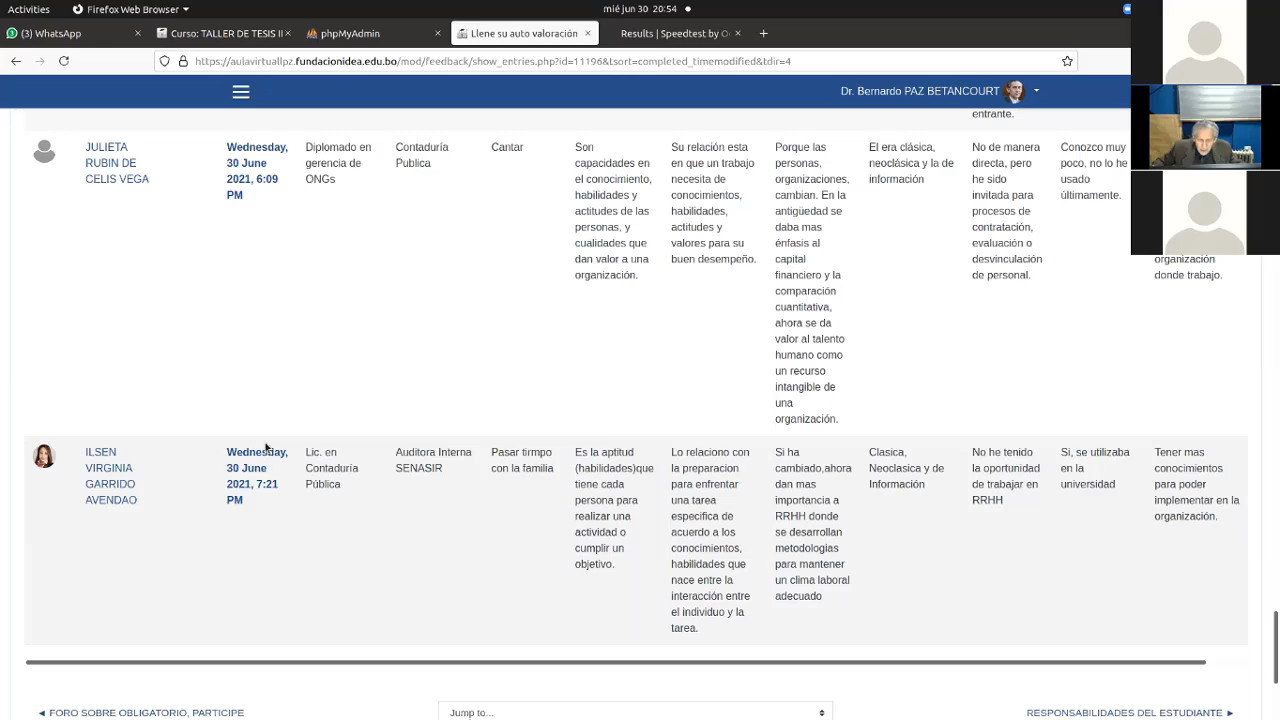 Activities
Firefox Web Browser
mié jun 30 20:54
(3) WhatsApp
Curso: TALLER DE TESIS II
phpMyAdmin
Llene su auto valoración
Results | Speedtest by O
https://aulavirtuallpz.fundacionidea.edu.bo/mod/feedback/show_entries.php?id=11196&tsort=completed_timemodified&tdir=4
Dr. Bernardo PAZ BETANCOURT
entrante.
JULIETA
RUBIN DE
CELIS VEGA
Wednesday,
30 June
2021, 6:09
PM
Diplomado en
gerencia de
ONGs
Contaduría
Publica
Cantar
Son
capacidades en
el conocimiento,
habilidades y
actitudes de las
personas, y
cualidades que
dan valor a una
organización.
Su relación esta
en que un trabajo
necesita de
conocimientos,
habilidades,
actitudes y
valores para su
buen desempeño.
Porque las
personas,
organizaciones,
cambian. En la
antigüedad se
daba mas
énfasis al
capital
financiero y la
comparación
cuantitativa,
ahora se da
valor al talento
humano como
un recurso
intangible de
una
organización.
El era clásica,
neoclásica y la de
información
No de manera
directa, pero
he sido
invitada para
procesos de
contratación,
evaluación o
desvinculación
de personal.
Conozco muy
poco, no lo he
usado
últimamente.
organización
donde trabajo.
ILSEN
VIRGINIA
GARRIDO
AVENDAO
Wednesday,
30 June
2021, 7:21
PM
Lic. en
Contaduría
Pública
Auditora Interna
SENASIR
Pasar tirmpo
con la familia
Es la aptitud
(habilidades)que
tiene cada
persona para
realizar una
actividad o
cumplir un
objetivo.
Lo relaciono con
la preparacion
para enfrentar
una tarea
especifica de
acuerdo a los
conocimientos,
habilidades que
nace entre la
interacción entre
el individuo y la
tarea.
Si ha
cambiado,ahora
dan mas
importancia a
RRHH donde
se desarrollan
metodologias
para mantener
un clima laboral
adecuado
Clasica,
Neoclasica y de
Información
No he tenido
la oportunidad
de trabajar en
RRHH
Si, se utilizaba
en la
universidad
Tener mas
conocimientos
para poder
implementar en la
organización.
◄ FORO SOBRE OBLIGATORIO, PARTICIPE
Jump to...
RESPONSABILIDADES DEL ESTUDIANTE ►